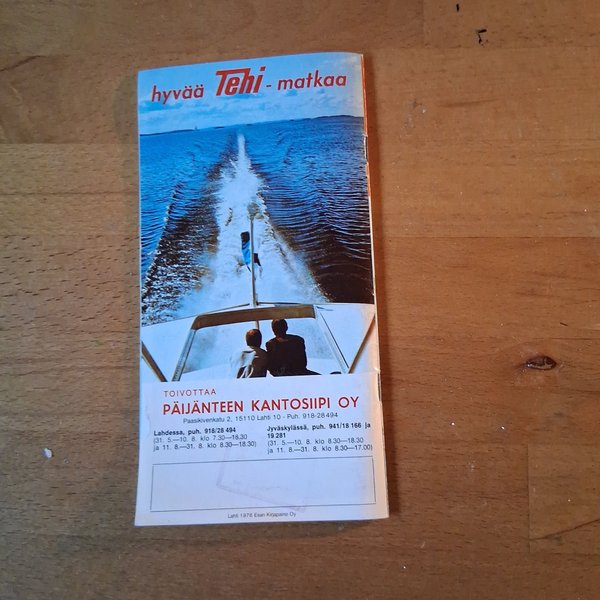 hyvää Tehi - matkaa
TOIVOTTAA
PÄIJÄNTEEN KANTOSIIPI OY
Paasikivenkatu 2, 15110 Lahti 10 - Puh. 918-28494
Lahdessa, puh. 918/28 494
(31. 5.—10. 8. klo 7.30—18.30
ja 11. 8.—31. 8. klo 8.30—18.30)
Jyväskylässä, puh. 941/18 166 ja
19 281
(31. 5.—10. 8. klo 8.30—18.30
ja 11. 8.—31. 8. klo 8.30—17.00)
Lahti 1976 Esan Kirjapaino Oy